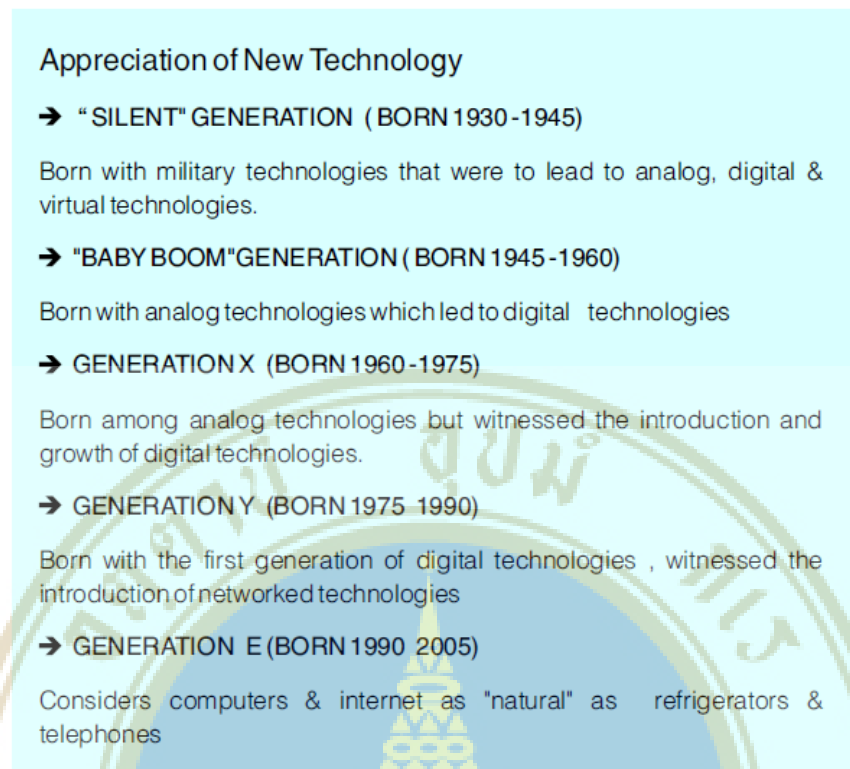 Appreciation of New Technology
➔ “ SILENT" GENERATION ( BORN 1930 -1945)
Born with military technologies that were to lead to analog, digital &
virtual technologies.
➔ "BABY BOOM"GENERATION ( BORN 1945 -1960)
Born with analog technologies which led to digital technologies
➔ GENERATION X (BORN 1960 -1975)
Born among analog technologies but witnessed the introduction and
growth of digital technologies.
➔ GENERATION Y (BORN 1975 1990)
Born with the first generation of digital technologies , witnessed the
introduction of networked technologies
➔ GENERATION E (BORN 1990 2005)
Considers computers & internet as "natural" as refrigerators &
telephones